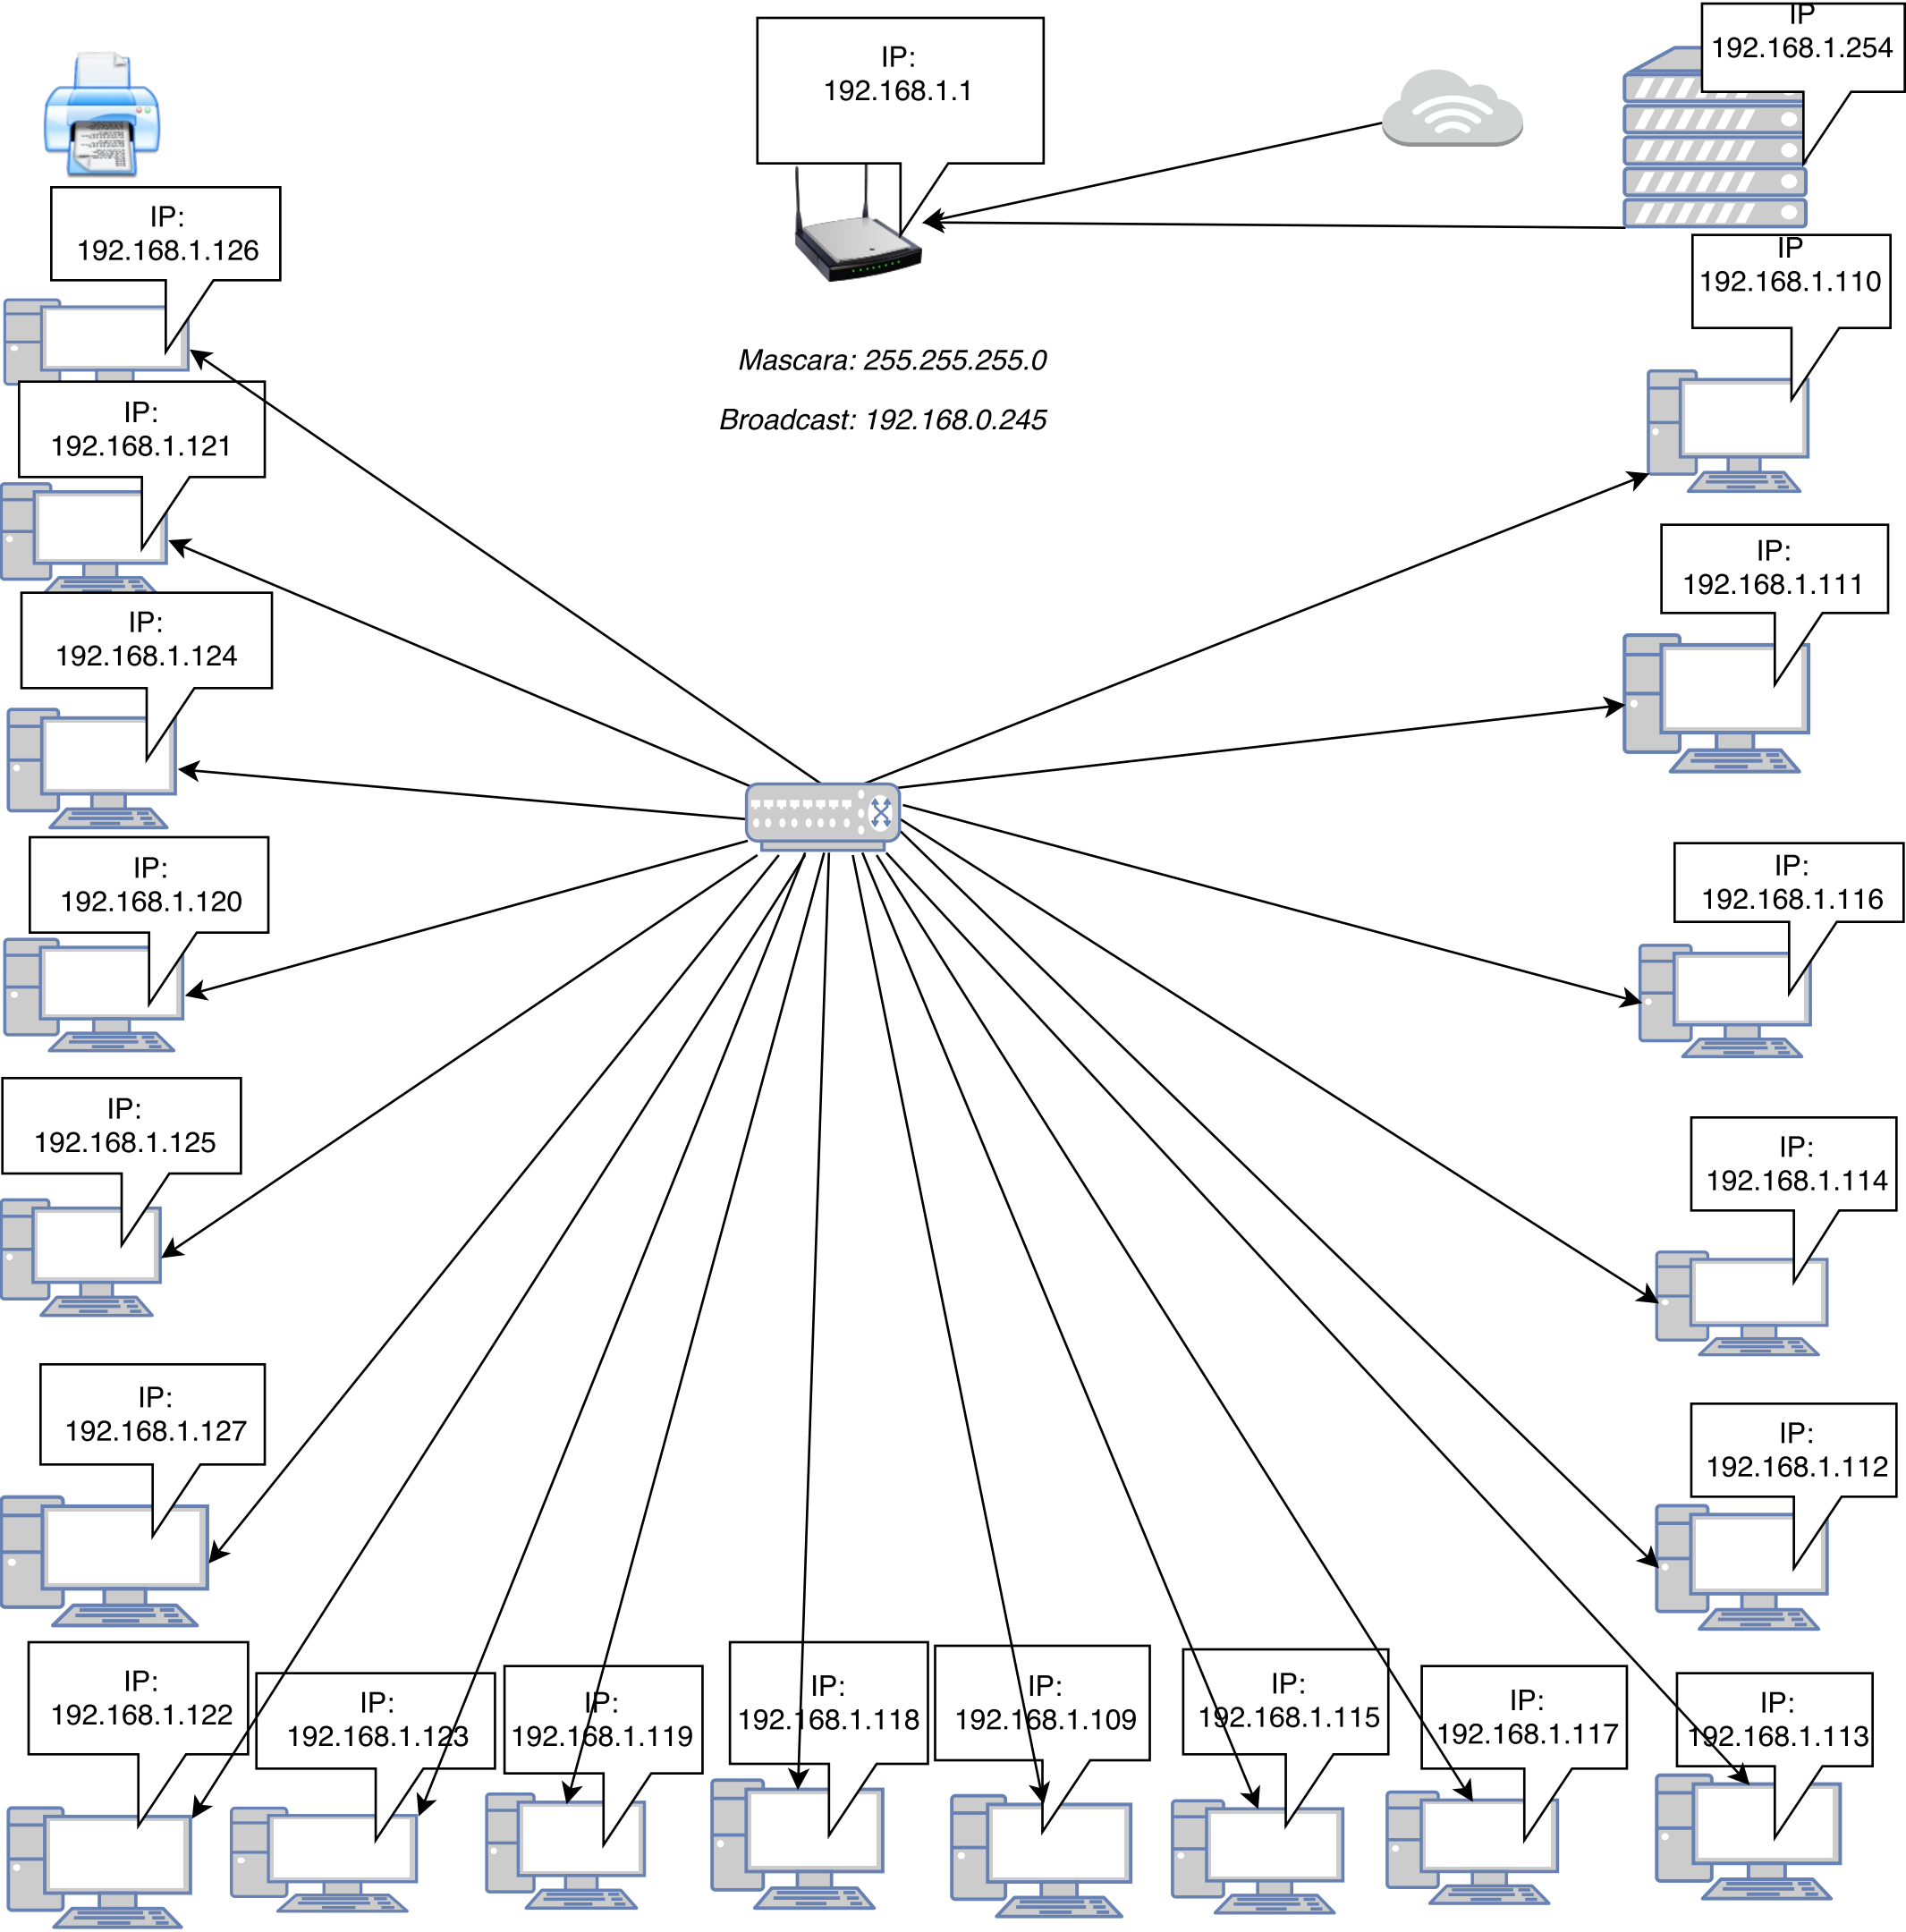 IP:
192.168.1.1
IP
192.168.1.254
IP:
192.168.1.126
IP
192.168.1.110
Mascara: 255.255.255.0
Broadcast: 192.168.0.245
IP:
192.168.1.121
IP:
192.168.1.111
IP:
192.168.1.124
IP:
192.168.1.120
IP:
192.168.1.116
IP:
192.168.1.125
IP:
192.168.1.114
IP:
192.168.1.127
IP:
192.168.1.112
IP:
192.168.1.122
IP:
192.168.1.123
IP:
192.168.1.119
IP:
192.168.1.118
IP:
192.168.1.109
IP:
192.168.1.115
IP:
192.168.1.117
IP:
192.168.1.113